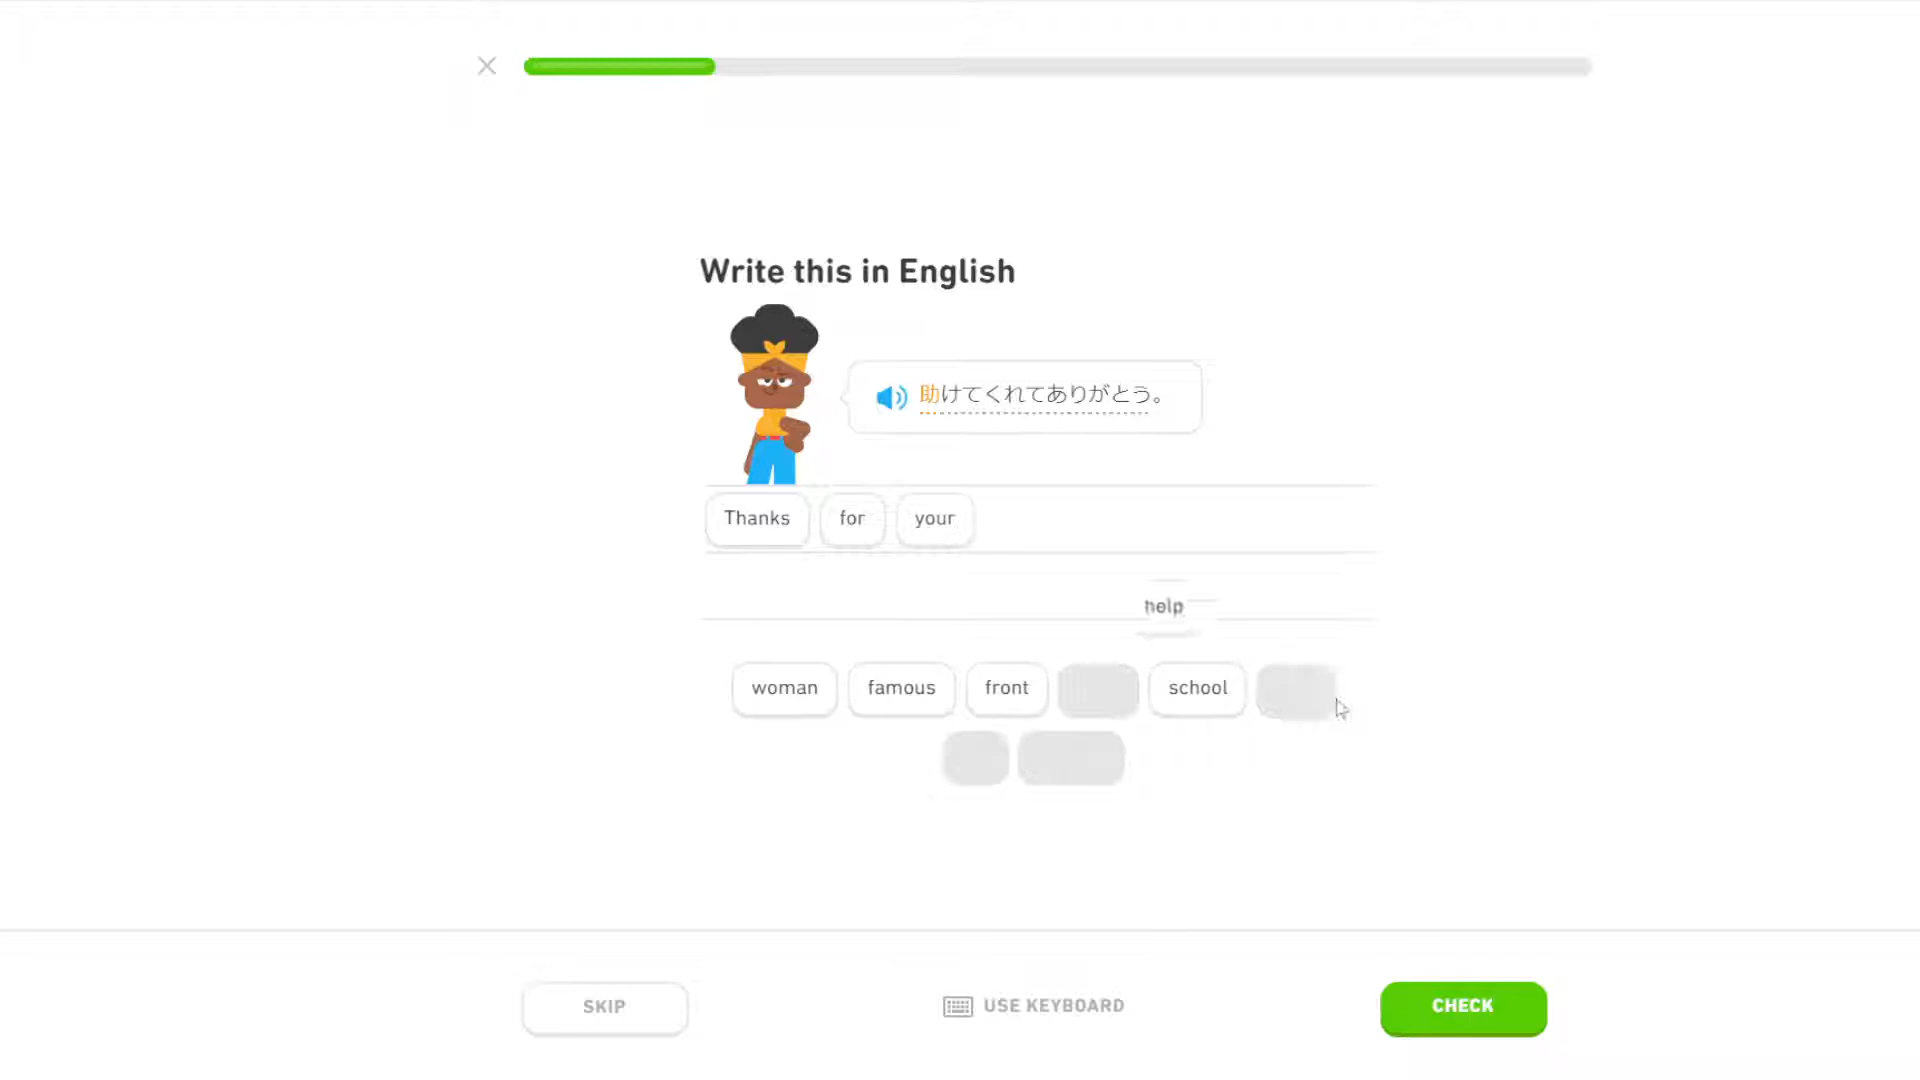 Write this in English
助けてくれてありがとう。
Thanks for your
help
woman famous front school
SKIP USE KEYBOARD CHECK